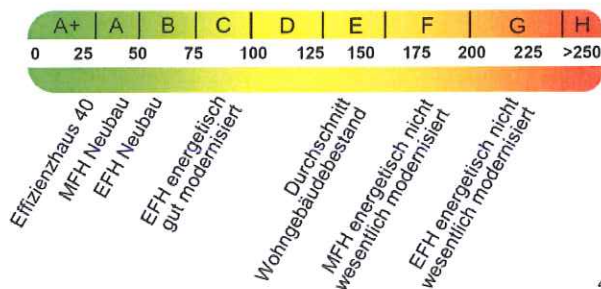 A+ A B C D E F G H
0 25 50 75 100 125 150 175 200 225 >250
Effizienzhaus 40
MFH Neubau
EFH Neubau
EFH energetisch
gut modernisiert
Durchschnitt
Wohngebäudebestand
MFH energetisch nicht
wesentlich modernisiert
EFH energetisch nicht
wesentlich modernisiert